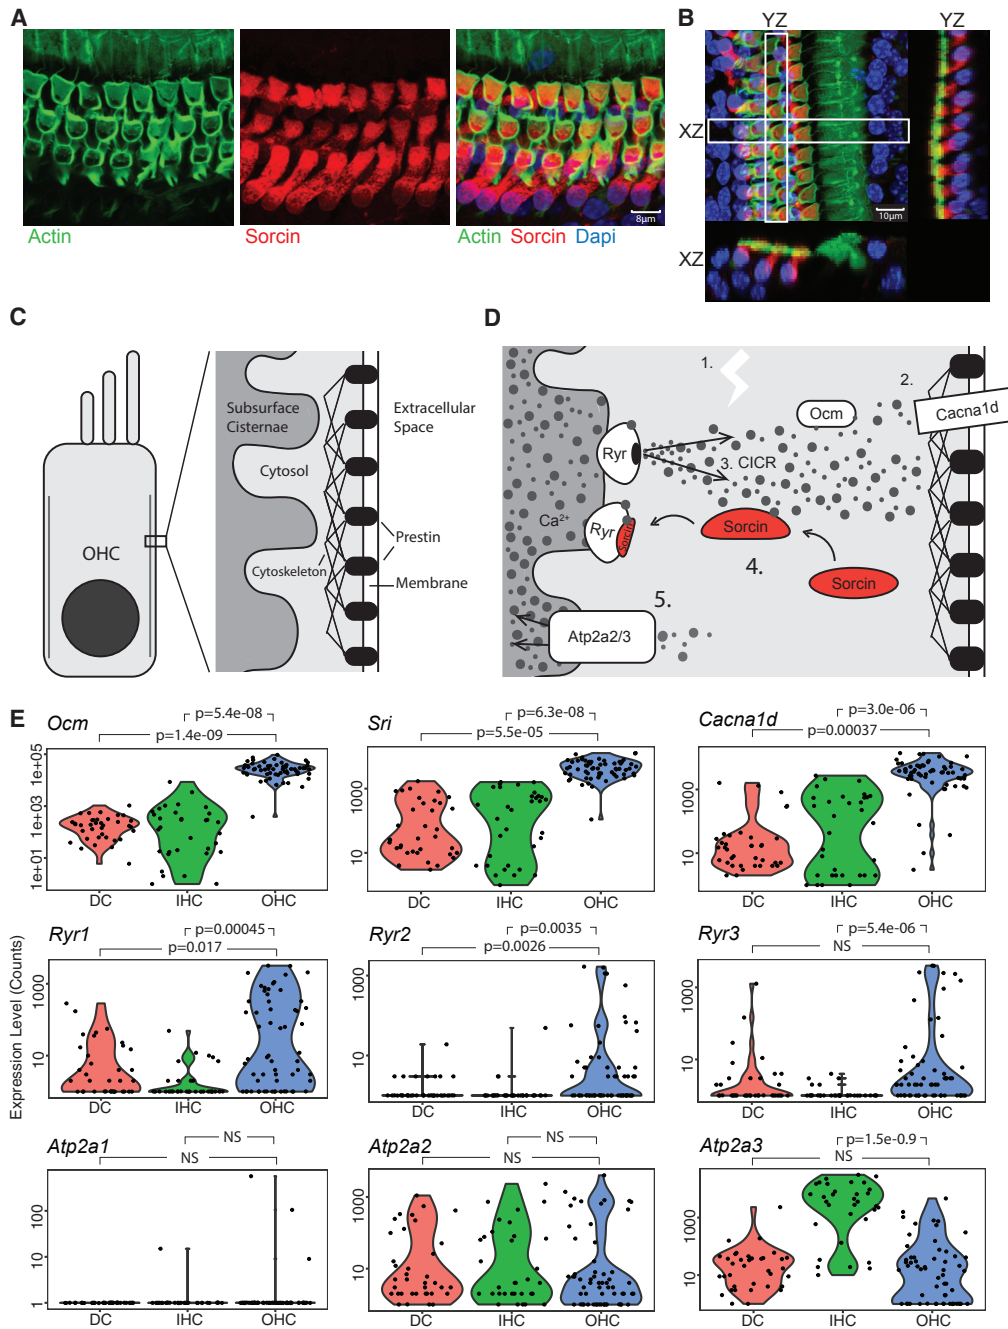 A
Actin
Sorcin
Actin Sorcin Dapi
8μm
B
YZ
YZ
XZ
10μm
XZ
C
Subsurface
Cisternae
Extracellular
Space
Cytosol
OHC
Cytoskeleton
Prestin
Membrane
D
1.
2.
Ocm
Cacna1d
Ryr
3. CICR
Ca2+
Ryr
Sorcin
Sorcin
4.
Sorcin
5.
Atp2a2/3
E
Expression Level (Counts)
Ocm
p=5.4e-08
p=1.4e-09
1e+05
1e+03
1e+01
DC IHC OHC
Sri
p=6.3e-08
p=5.5e-05
1000
10
DC IHC OHC
Cacna1d
p=3.0e-06
p=0.00037
1000
10
DC IHC OHC
Ryr1
p=0.00045
p=0.017
1000
10
DC IHC OHC
Ryr2
p=0.0035
p=0.0026
1000
10
DC IHC OHC
Ryr3
p=5.4e-06
NS
1000
10
DC IHC OHC
Atp2a1
NS
NS
100
10
1
DC IHC OHC
Atp2a2
NS
NS
1000
10
DC IHC OHC
Atp2a3
p=1.5e-0.9
NS
1000
10
DC IHC OHC